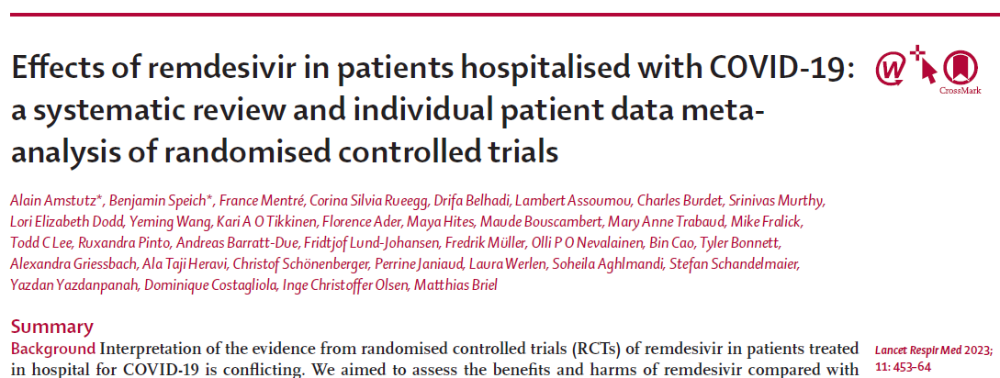 Effects of remdesivir in patients hospitalised with COVID-19:
a systematic review and individual patient data meta-
analysis of randomised controlled trials
W
CrossMark
Alain Amstutz*, Benjamin Speich*, France Mentré, Corina Silvia Rueegg, Drifa Belhadi, Lambert Assoumou, Charles Burdet, Srinivas Murthy,
Lori Elizabeth Dodd, Yeming Wang, Kari A O Tikkinen, Florence Ader, Maya Hites, Maude Bouscambert, Mary Anne Trabaud, Mike Fralick,
Todd C Lee, Ruxandra Pinto, Andreas Barratt-Due, Fridtjof Lund-Johansen, Fredrik Müller, Olli P O Nevalainen, Bin Cao, Tyler Bonnett,
Alexandra Griessbach, Ala Taji Heravi, Christof Schönenberger, Perrine Janiaud, Laura Werlen, Soheila Aghlmandi, Stefan Schandelmaier,
Yazdan Yazdanpanah, Dominique Costagliola, Inge Christoffer Olsen, Matthias Briel
Summary
Background Interpretation of the evidence from randomised controlled trials (RCTs) of remdesivir in patients treated
in hospital for COVID-19 is conflicting. We aimed to assess the benefits and harms of remdesivir compared with
Lancet Respir Med 2023;
11: 453–64